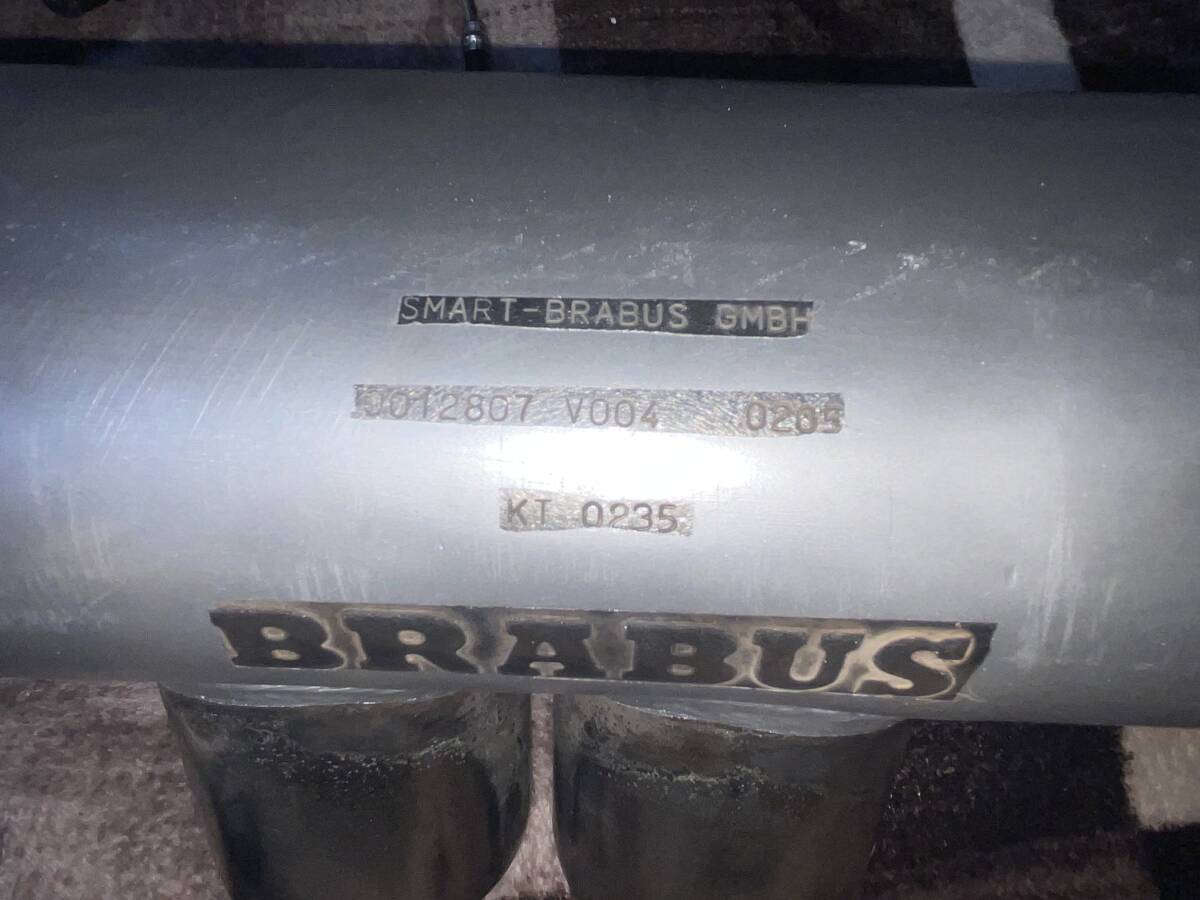 SMART-BRABUS GMBH
0012807 V004 0205
KT 0235
BRABUS